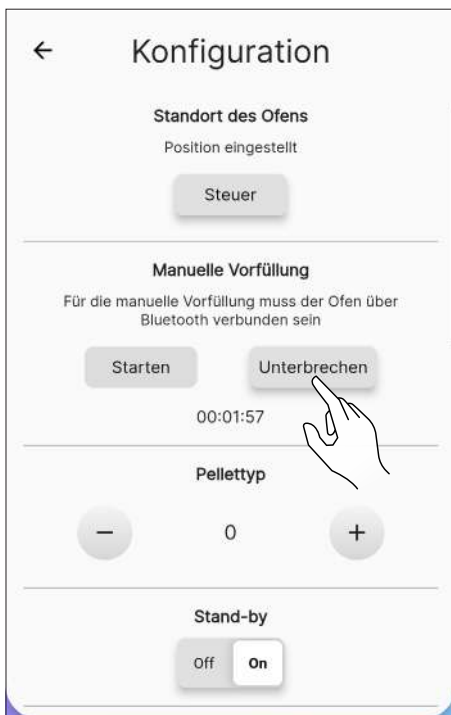 Konfiguration
Standort des Ofens
Position eingestellt
Steuer
Manuelle Vorfüllung
Für die manuelle Vorfüllung muss der Ofen über
Bluetooth verbunden sein
Starten Unterbrechen
00:01:57
Pellettyp
− 0 +
Stand-by
Off On